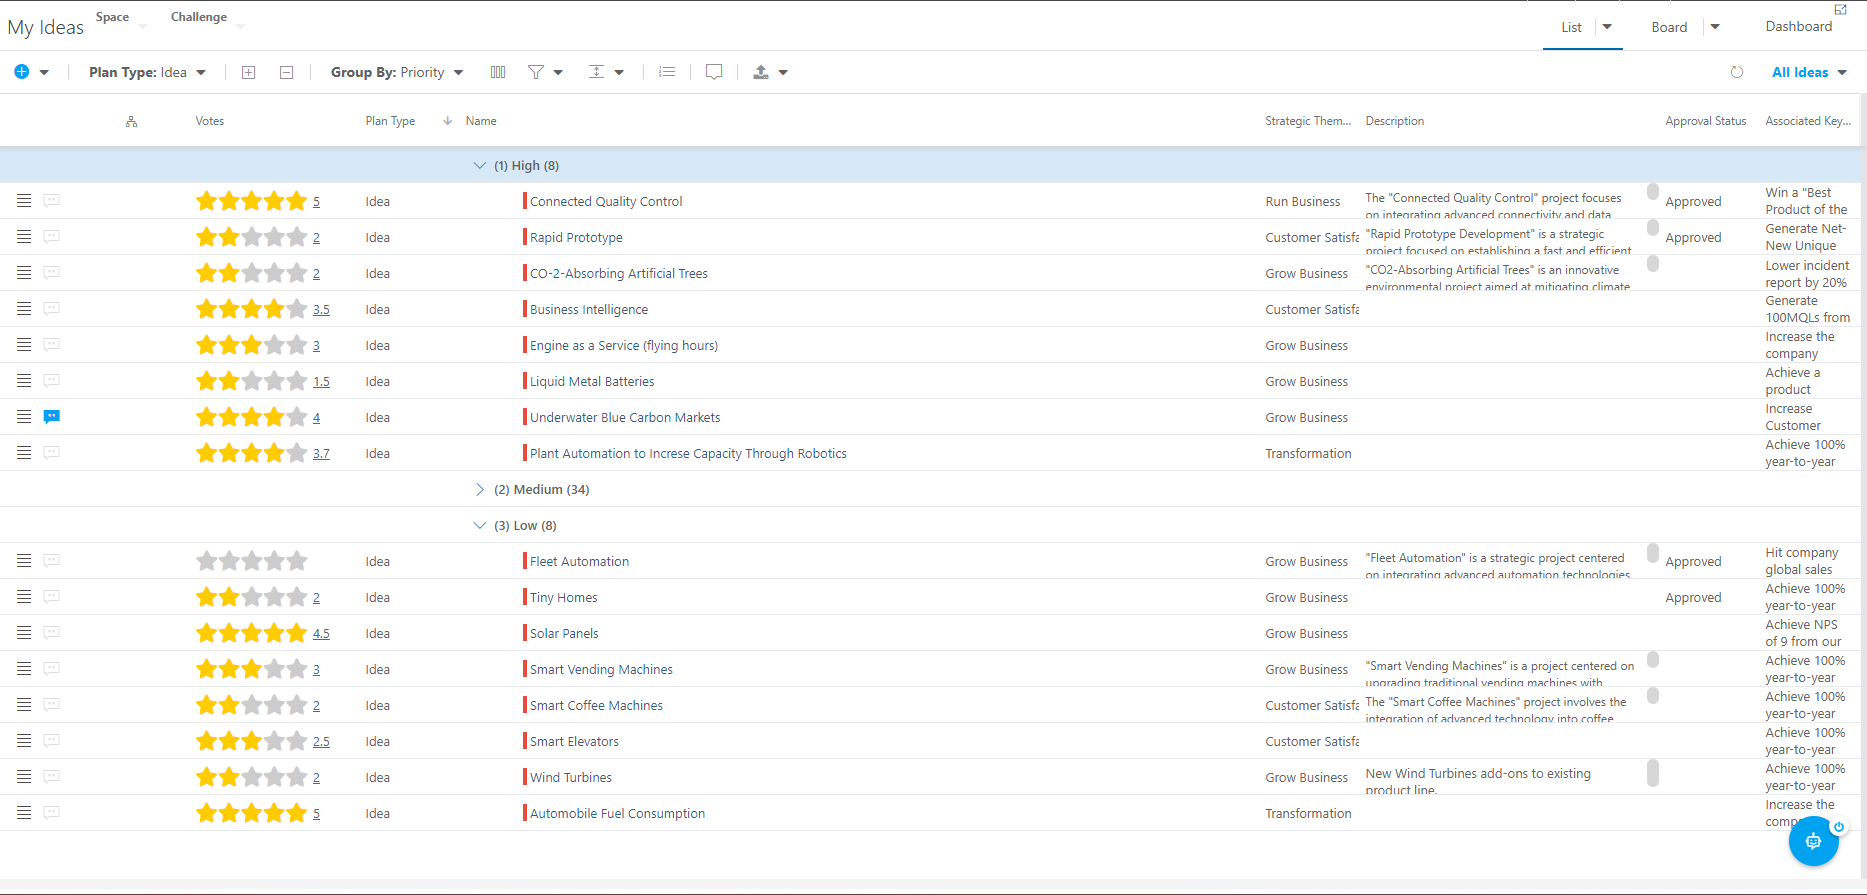 My Ideas Space Challenge List Board Dashboard
Plan Type: Idea Group By: Priority All Ideas
Votes Plan Type Name Strategic Them... Description Approval Status Associated Key...
(1) High (8)
5 Idea Connected Quality Control Run Business The "Connected Quality Control" project focuses on integrating advanced connectivity and data Approved Win a "Best Product of the
2 Idea Rapid Prototype Customer Satisfa "Rapid Prototype Development" is a strategic project focused on establishing a fast and efficient Approved Generate Net-New Unique
2 Idea CO-2-Absorbing Artificial Trees Grow Business "CO2-Absorbing Artificial Trees" is an innovative environmental project aimed at mitigating climate Lower incident report by 20%
3.5 Idea Business Intelligence Customer Satisfa Generate 100MQLs from
3 Idea Engine as a Service (flying hours) Grow Business Increase the company
1.5 Idea Liquid Metal Batteries Grow Business Achieve a product
4 Idea Underwater Blue Carbon Markets Grow Business Increase Customer
3.7 Idea Plant Automation to Increse Capacity Through Robotics Transformation Achieve 100% year-to-year
(2) Medium (34)
(3) Low (8)
Idea Fleet Automation Grow Business "Fleet Automation" is a strategic project centered on integrating advanced automation technologies Approved Hit company global sales
2 Idea Tiny Homes Grow Business Approved Achieve 100% year-to-year
4.5 Idea Solar Panels Grow Business Achieve NPS of 9 from our
3 Idea Smart Vending Machines Grow Business "Smart Vending Machines" is a project centered on upgrading traditional vending machines with Achieve 100% year-to-year
2 Idea Smart Coffee Machines Customer Satisfa The "Smart Coffee Machines" project involves the integration of advanced technology into coffee Achieve 100% year-to-year
2.5 Idea Smart Elevators Customer Satisfa Achieve 100% year-to-year
2 Idea Wind Turbines Grow Business New Wind Turbines add-ons to existing product line. Achieve 100% year-to-year
5 Idea Automobile Fuel Consumption Transformation Increase the